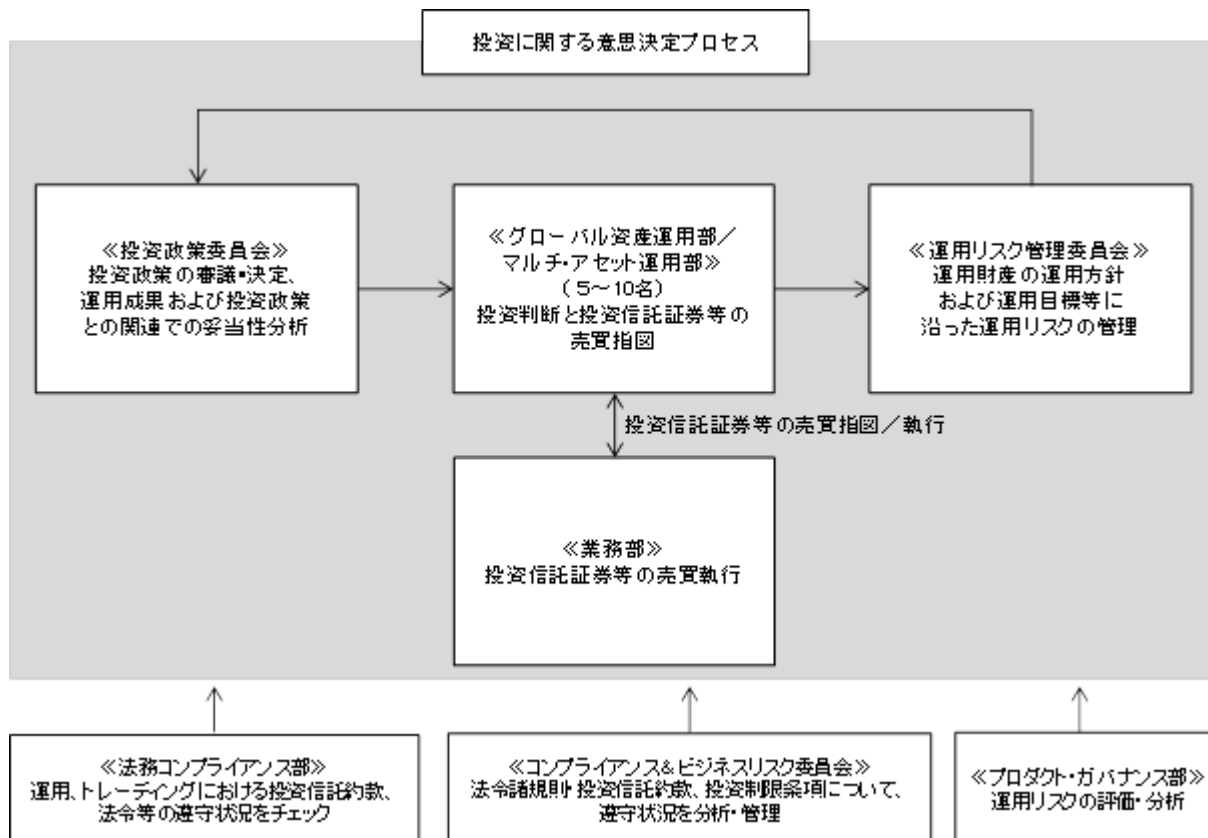 投資に関する意思決定プロセス
≪投資政策委員会≫
投資政策の審議・決定、
運用成果および投資政策
との関連での妥当性分析
≪グローバル資産運用部／
マルチ・アセット運用部≫
（5～10名）
投資判断と投資信託証券等の
売買指図
≪運用リスク管理委員会≫
運用財産の運用方針
および運用目標等に
沿った運用リスクの管理
投資信託証券等の売買指図／執行
≪業務部≫
投資信託証券等の売買執行
≪法務コンプライアンス部≫
運用、トレーディングにおける投資信託約款、
法令等の遵守状況をチェック
≪コンプライアンス&ビジネスリスク委員会≫
法令諸規則・投資信託約款、投資制限条項について、
遵守状況を分析・管理
≪プロダクト・ガバナンス部≫
運用リスクの評価・分析